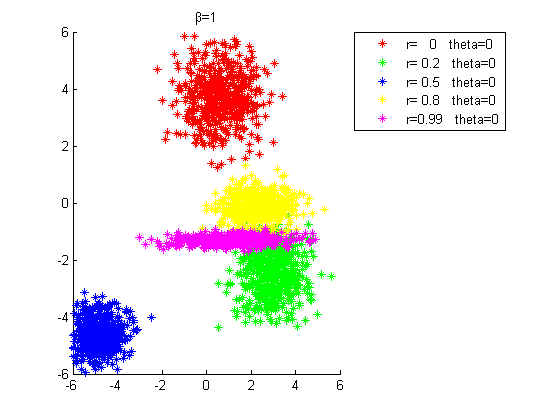 β=1
6
4
2
0
-2
-4
-6
-6 -4 -2 0 2 4 6
r= 0 theta=0
r= 0.2 theta=0
r= 0.5 theta=0
r= 0.8 theta=0
r=0.99 theta=0